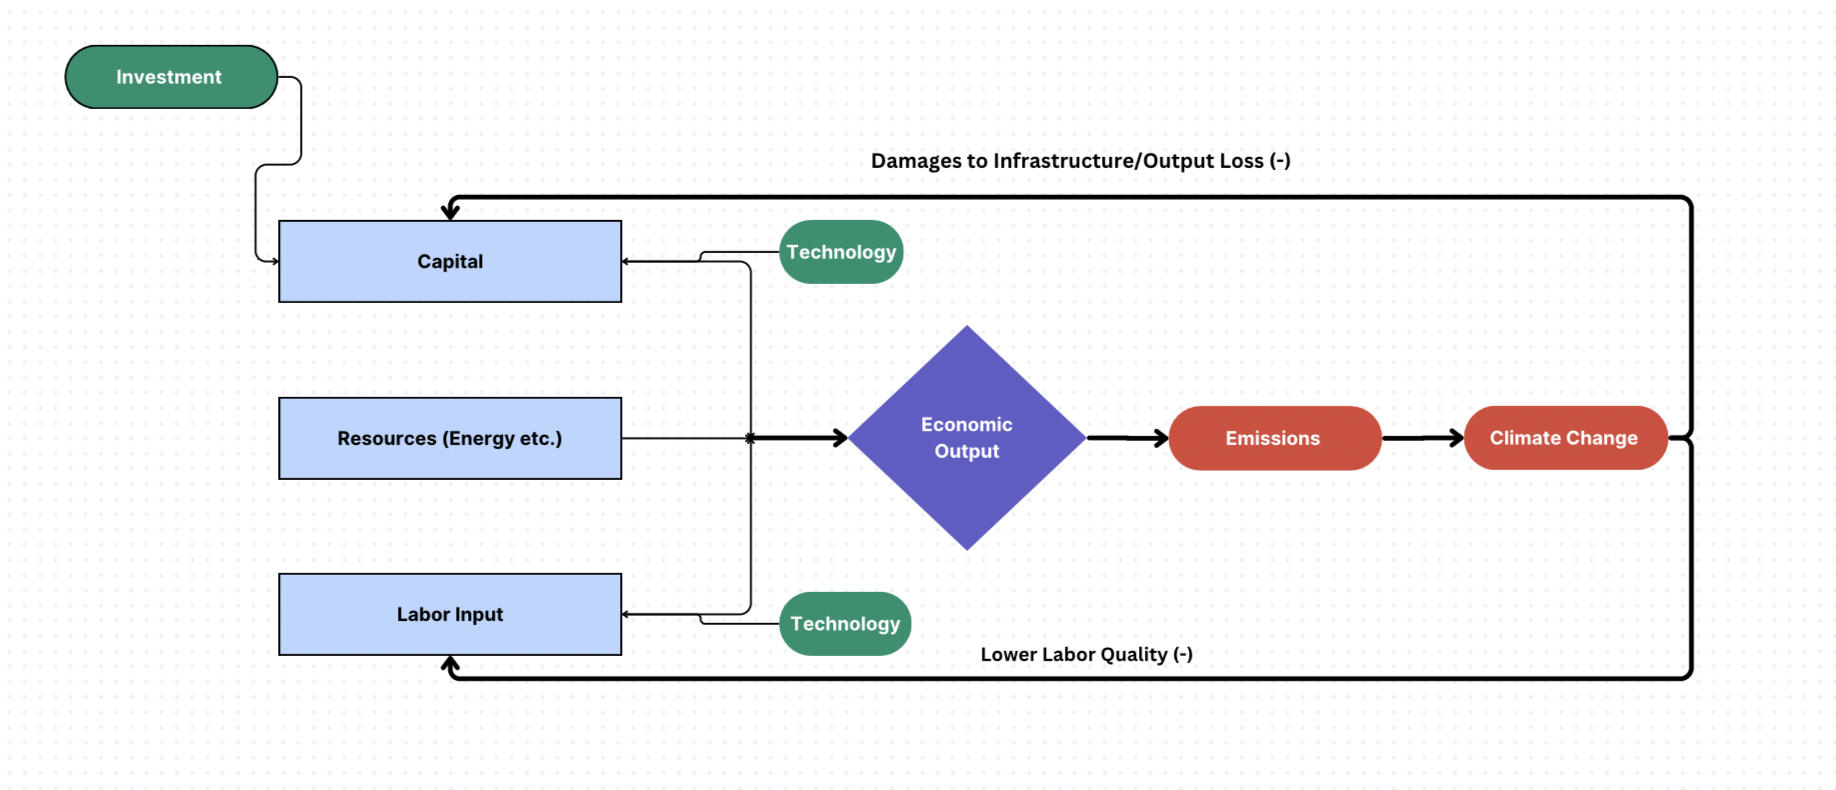 Investment
Damages to Infrastructure/Output Loss (-)
Capital
Technology
Resources (Energy etc.)
Economic
Output
Emissions
Climate Change
Labor Input
Technology
Lower Labor Quality (-)